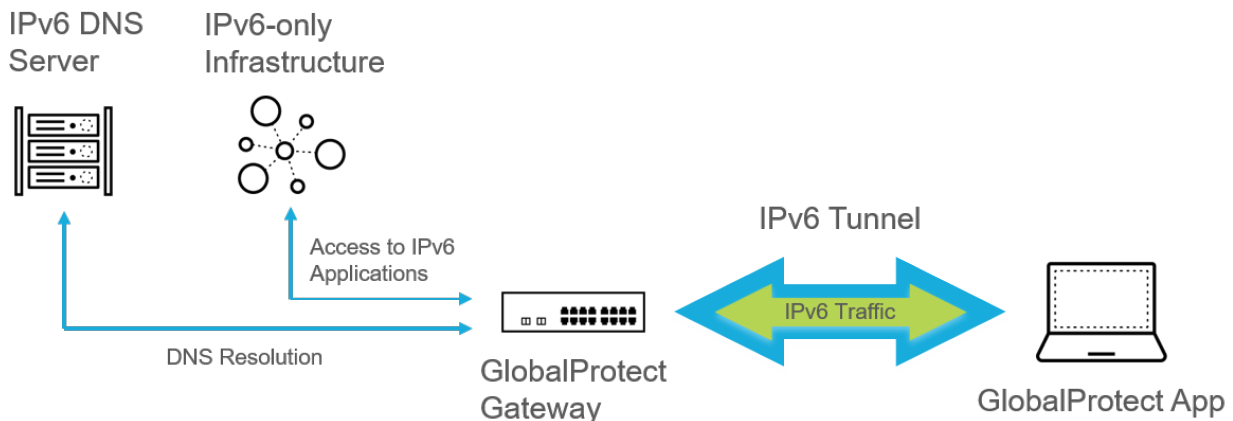 IPv6 DNS
Server
IPv6-only
Infrastructure
Access to IPv6
Applications
DNS Resolution
GlobalProtect
Gateway
IPv6 Tunnel
IPv6 Traffic
GlobalProtect App